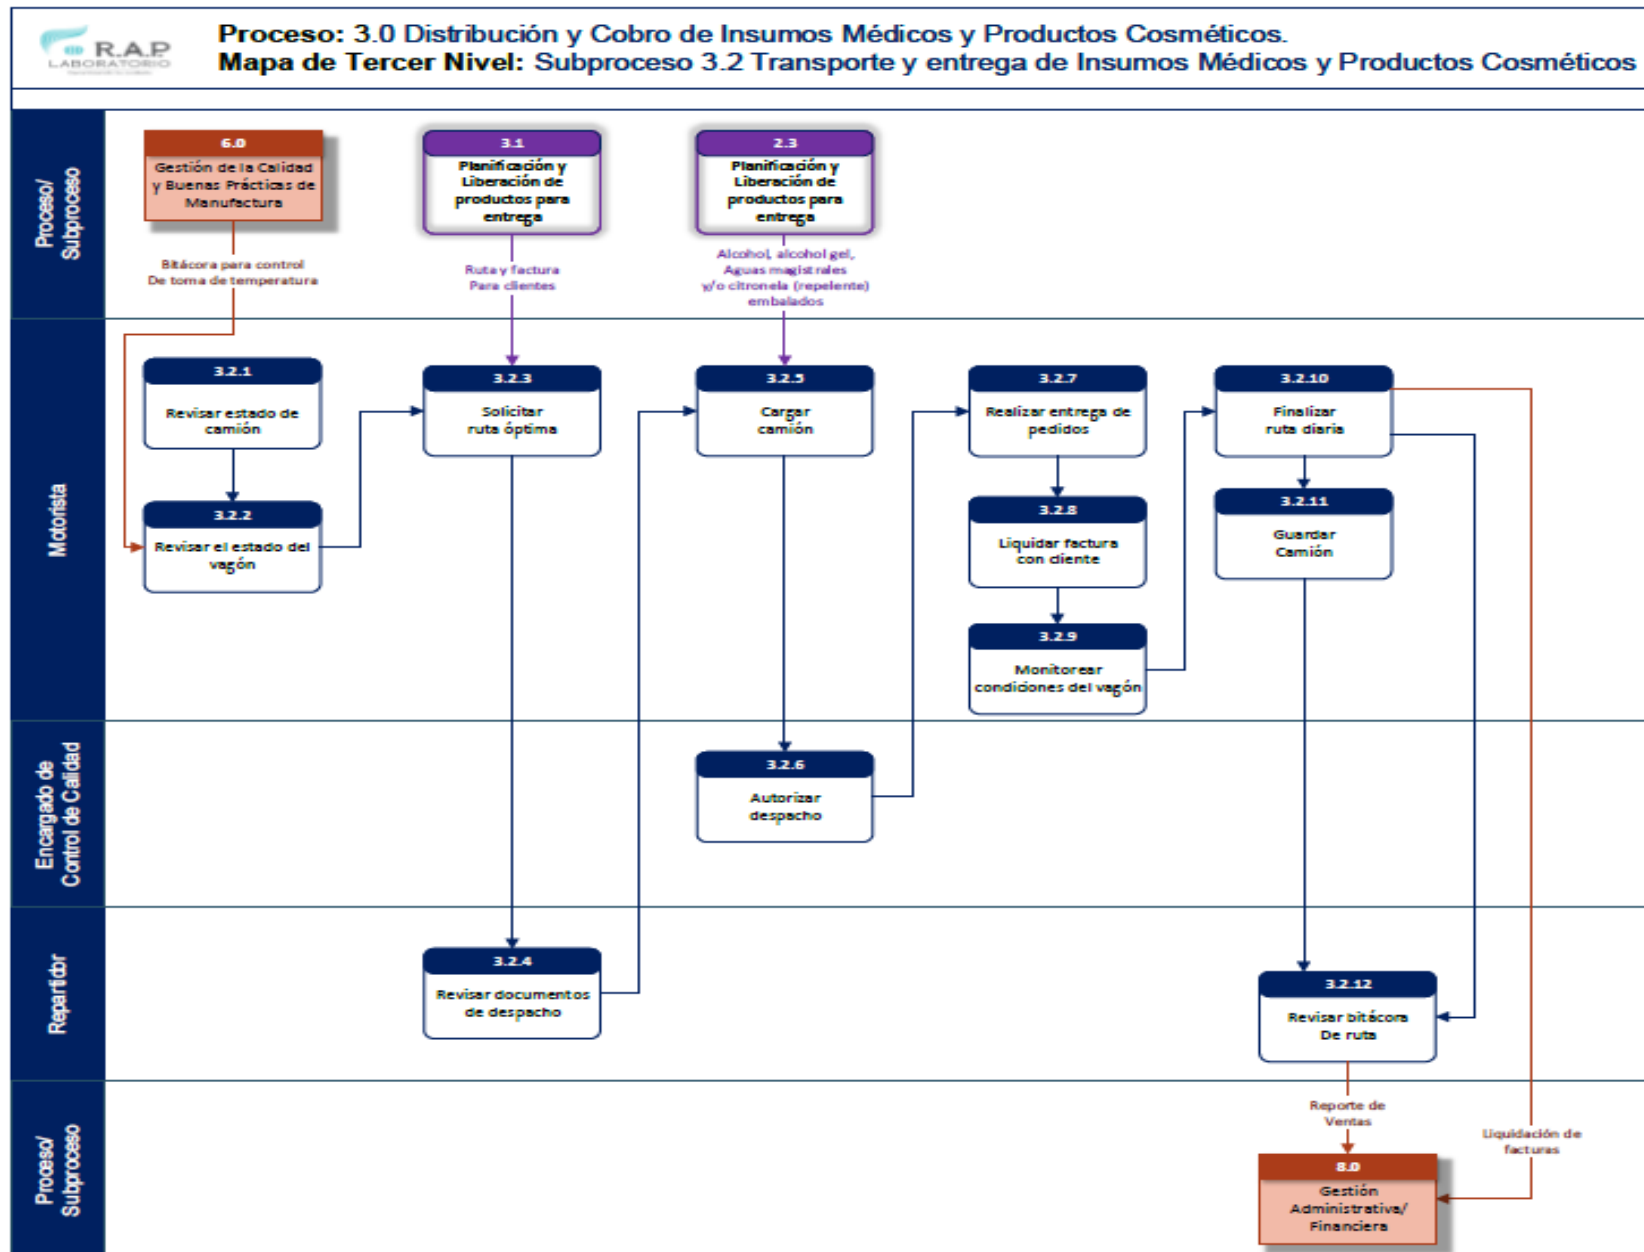 R.A.P
LABORATORIO
Proceso: 3.0 Distribución y Cobro de Insumos Médicos y Productos Cosméticos.
Mapa de Tercer Nivel: Subproceso 3.2 Transporte y entrega de Insumos Médicos y Productos Cosméticos
Proceso/
Subproceso
6.0
Gestión de la Calidad
y Buenas Prácticas de
Manufactura
3.1
Planificación y
Liberación de
productos para
entrega
2.3
Planificación y
Liberación de
productos para
entrega
Bitácora para control
De toma de temperatura
Ruta y factura
Para clientes
Alcohol, alcohol gel,
Aguas magistrales
y/o citronela (repelente)
embalados
Motorista
3.2.1
Revisar estado de
camión
3.2.2
Revisar el estado del
vagón
3.2.3
Solicitar
ruta óptima
3.2.5
Cargar
camión
3.2.7
Realizar entrega de
pedidos
3.2.8
Liquidar factura
con cliente
3.2.9
Monitorear
condiciones del vagón
3.2.10
Finalizar
ruta diaria
3.2.11
Guardar
Camión
Encargado de
Control de Calidad
3.2.6
Autorizar
despacho
Repartidor
3.2.4
Revisar documentos
de despacho
3.2.12
Revisar bitácora
De ruta
Proceso/
Subproceso
Reporte de
Ventas
Liquidación de
facturas
8.0
Gestión
Administrativa/
Financiera